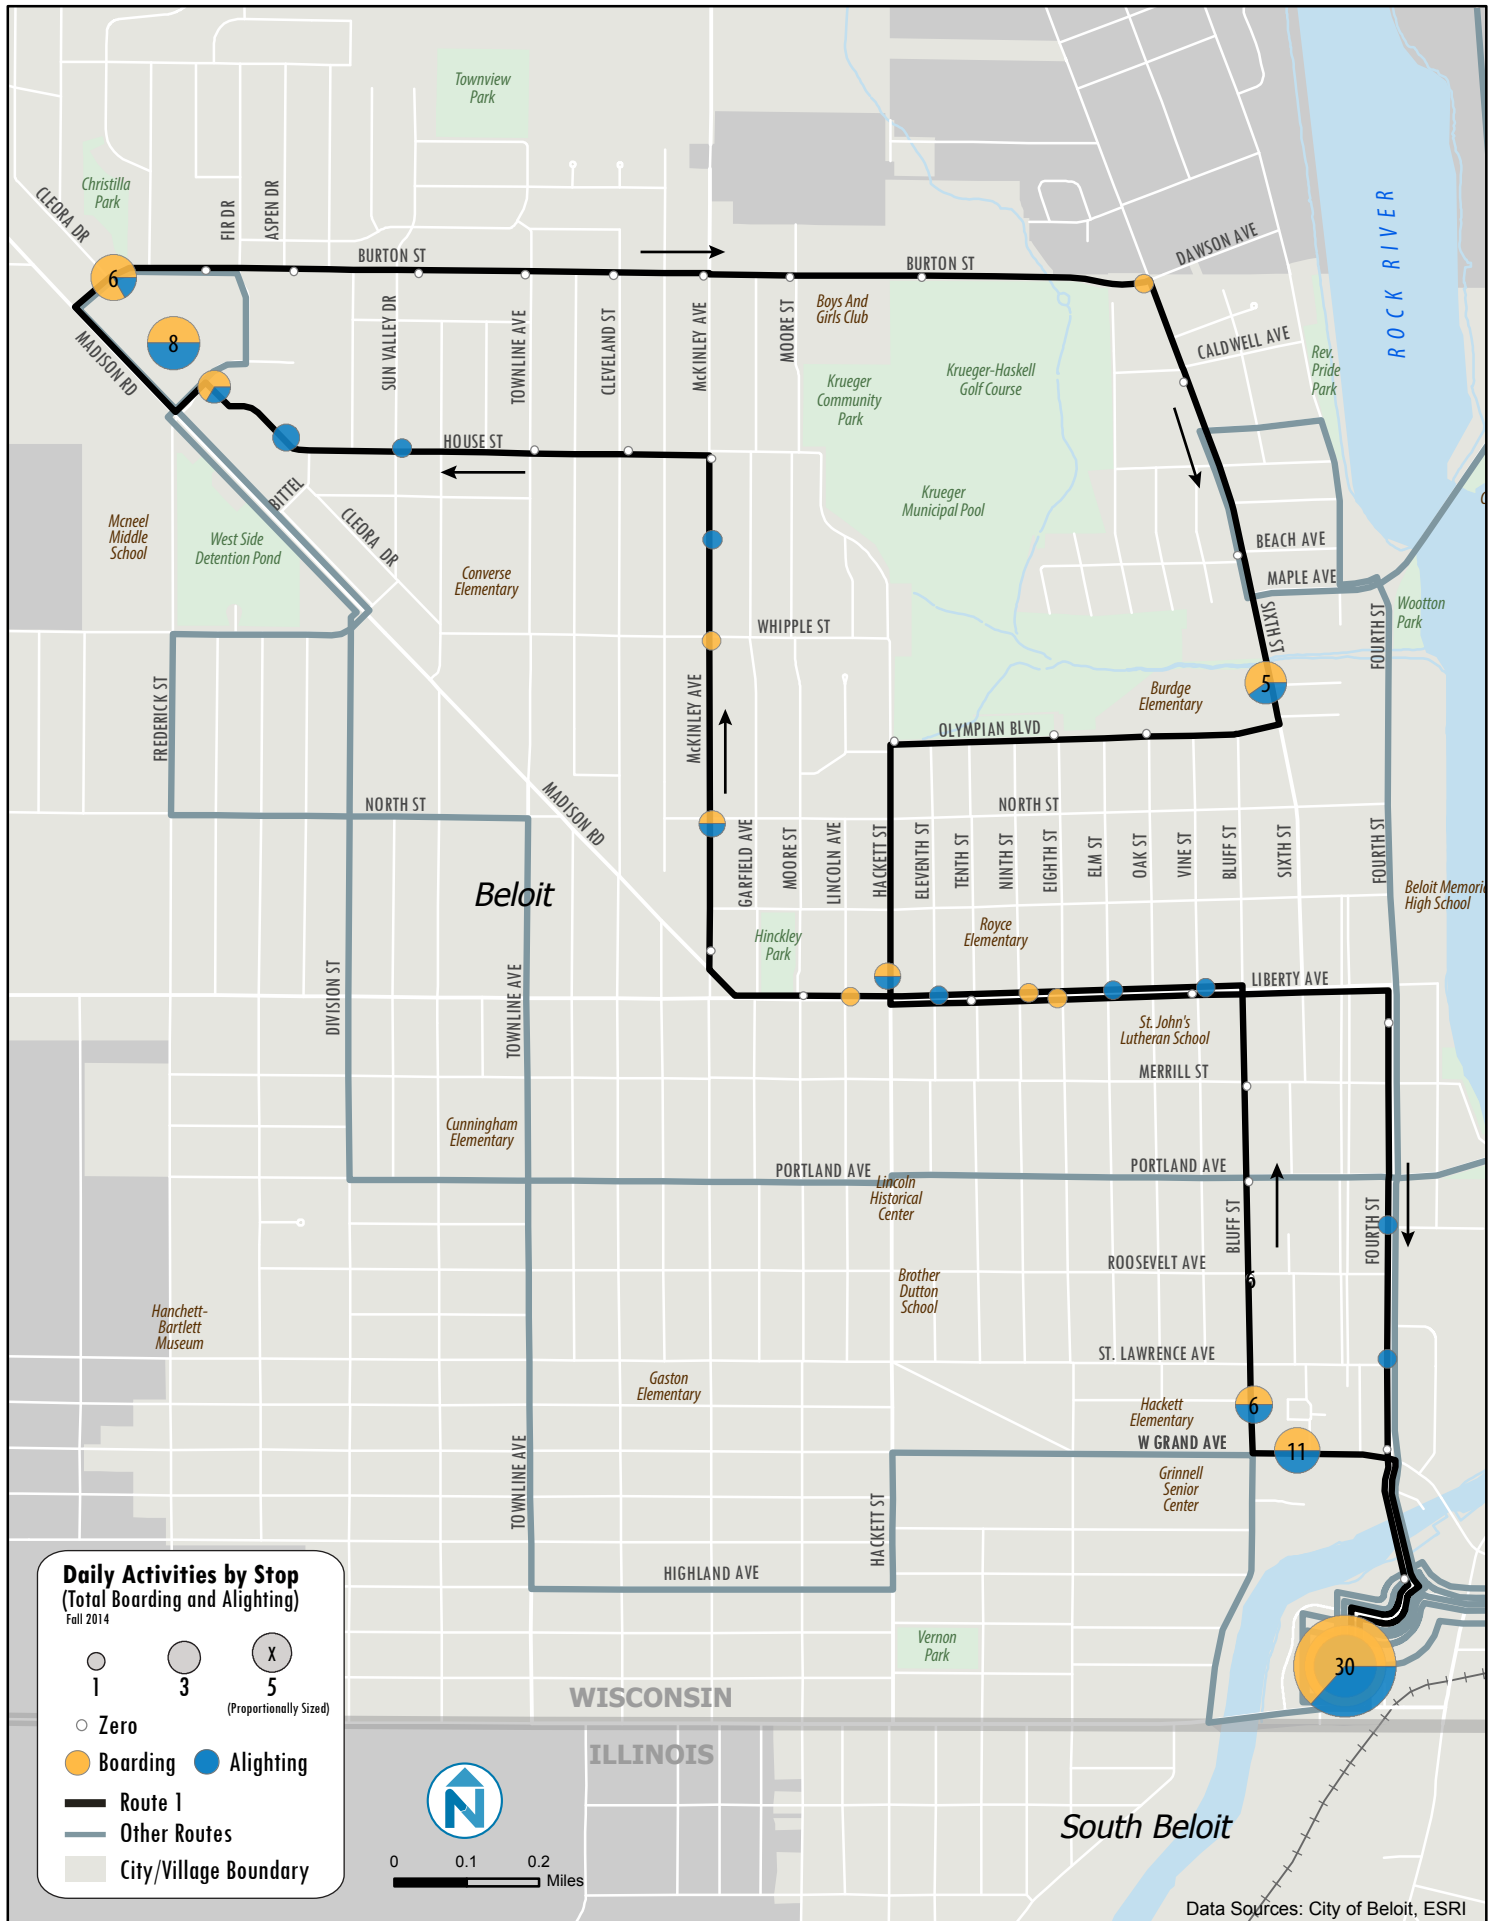 Townview
Park
Christilla
Park
CLEORA DR
FIR DR
ASPEN DR
BURTON ST
BURTON ST
DAWSON AVE
ROCK RIVER
6
8
MADISON RD
SUN VALLEY DR
TOWNLINE AVE
CLEVELAND ST
McKINLEY AVE
MOORE ST
Boys And
Girls Club
CALDWELL AVE
Rev.
Pride
Park
Krueger
Community
Park
Krueger-Haskell
Golf Course
HOUSE ST
BITTEL
CLEORA DR
Krueger
Municipal Pool
Mcneel
Middle
School
West Side
Detention Pond
Converse
Elementary
BEACH AVE
MAPLE AVE
SIXTH ST
FOURTH ST
Wootton
Park
WHIPPLE ST
5
Burdge
Elementary
FREDERICK ST
McKINLEY AVE
OLYMPIAN BLVD
NORTH ST
MADISON RD
NORTH ST
GARFIELD AVE
MOORE ST
LINCOLN AVE
HACKETT ST
ELEVENTH ST
TENTH ST
NINTH ST
EIGHTH ST
ELM ST
OAK ST
VINE ST
BLUFF ST
SIXTH ST
FOURTH ST
Beloit
Beloit Memori
High School
Hinckley
Park
Royce
Elementary
DIVISION ST
TOWNLINE AVE
LIBERTY AVE
St. John's
Lutheran School
MERRILL ST
Cunningham
Elementary
PORTLAND AVE
PORTLAND AVE
Lincoln
Historical
Center
BLUFF ST
FOURTH ST
ROOSEVELT AVE
6
Brother
Dutton
School
Hanchett-
Bartlett
Museum
ST. LAWRENCE AVE
Gaston
Elementary
Hackett
Elementary
6
W GRAND AVE
11
Grinnell
Senior
Center
TOWNLINE AVE
HACKETT ST
HIGHLAND AVE
Vernon
Park
30
WISCONSIN
ILLINOIS
South Beloit
Daily Activities by Stop
(Total Boarding and Alighting)
Fall 2014
x
1 3 5
(Proportionally Sized)
Zero
Boarding Alighting
Route 1
Other Routes
City/Village Boundary
N
0 0.1 0.2
Miles
Data Sources: City of Beloit, ESRI